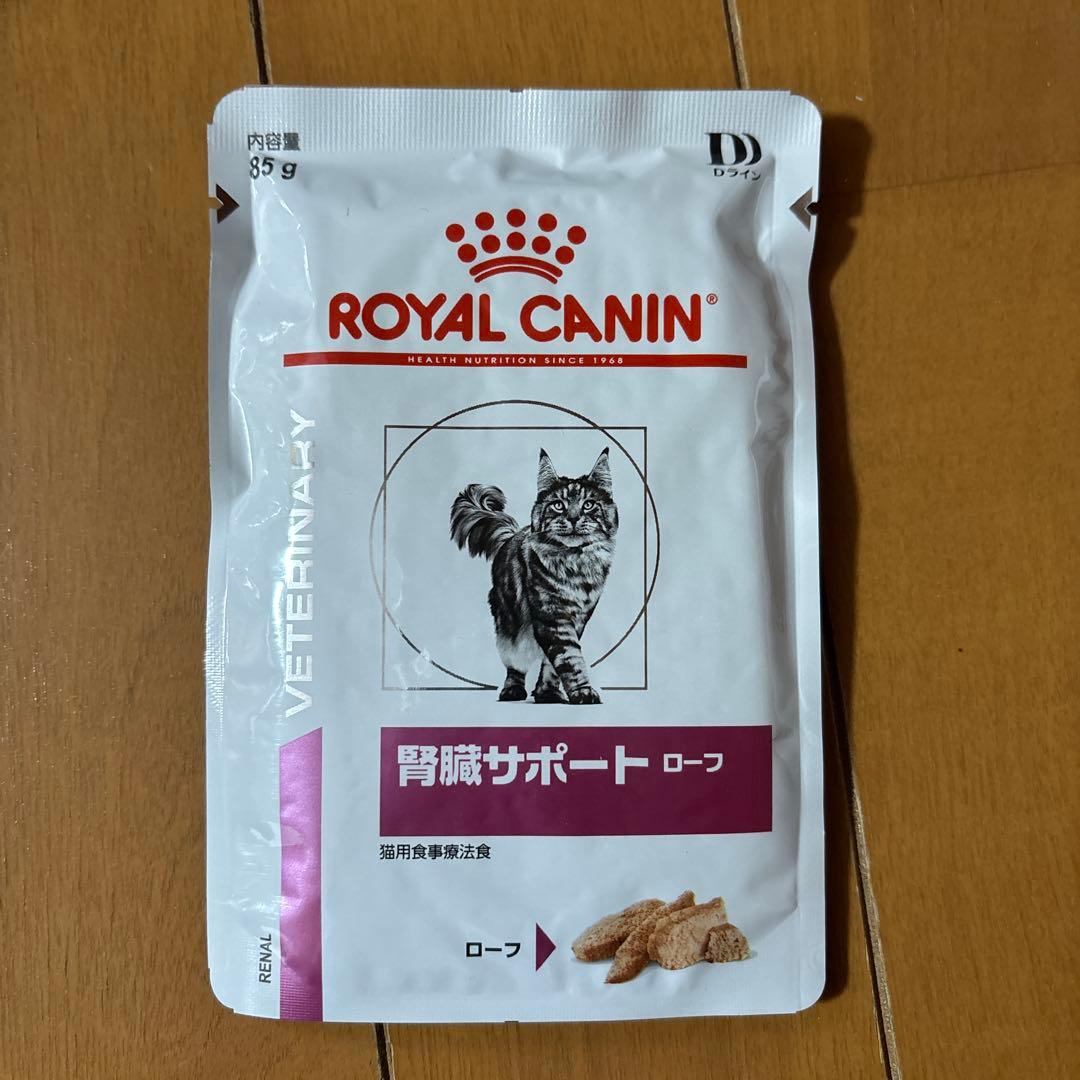 内容量
85 g
D
Dライン
ROYAL CANIN®
HEALTH NUTRITION SINCE 1968
VETERINARY
腎臓サポート ローフ
猫用食事療法食
ローフ
RENAL